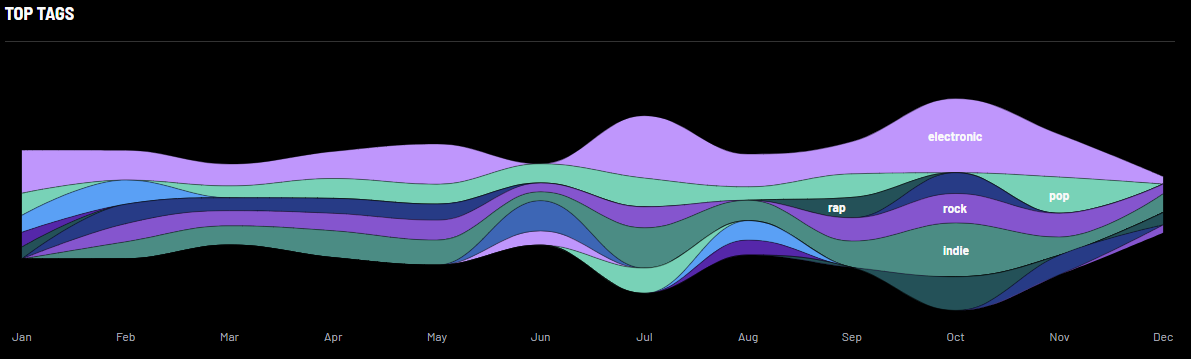 TOP TAGS
electronic
pop
rap
rock
indie
Jan Feb Mar Apr May Jun Jul Aug Sep Oct Nov Dec